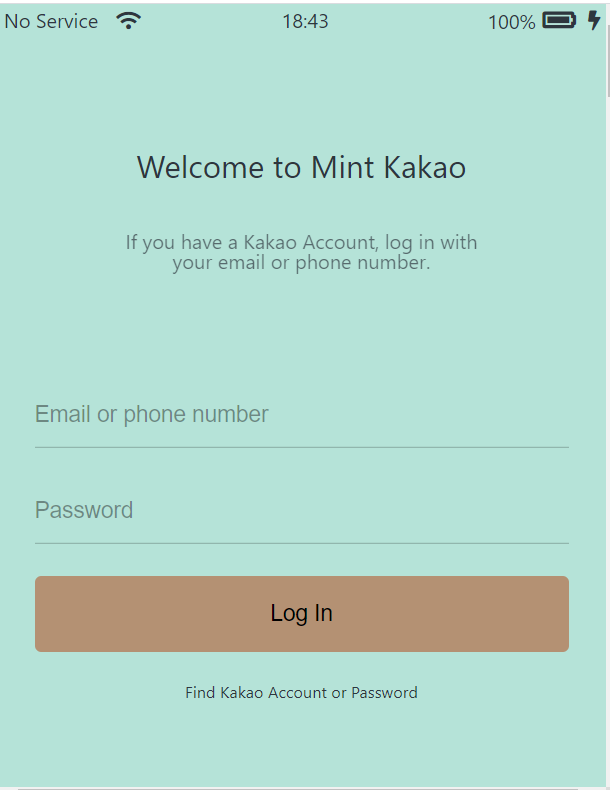 No Service 18:43 100%
Welcome to Mint Kakao
If you have a Kakao Account, log in with
your email or phone number.
Email or phone number
Password
Log In
Find Kakao Account or Password